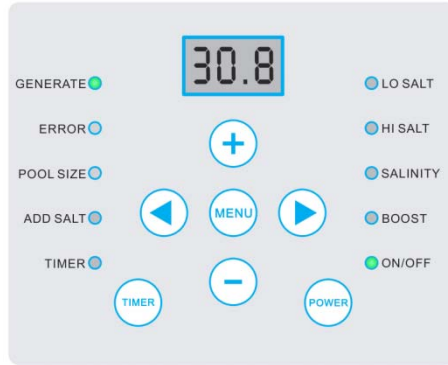 30.8
GENERATE
LO SALT
ERROR
HI SALT
POOL SIZE
SALINITY
ADD SALT
MENU
BOOST
TIMER
ON/OFF
TIMER
POWER